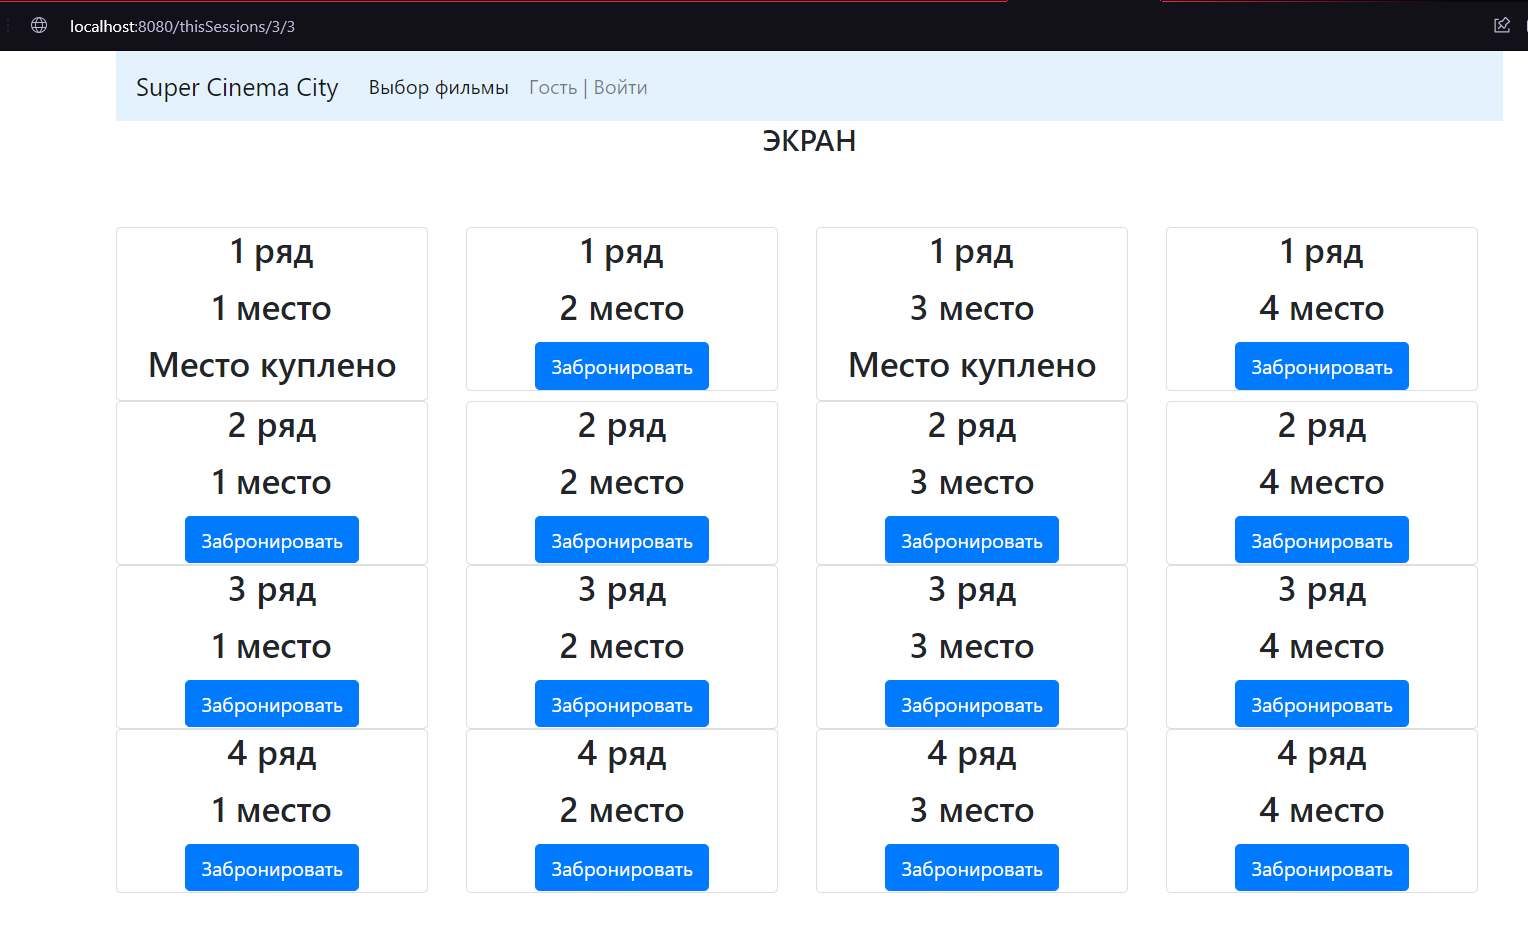 localhost:8080/thisSessions/3/3
Super Cinema City Выбор фильмы Гость | Войти
ЭКРАН
1 ряд 1 ряд 1 ряд 1 ряд
1 место 2 место 3 место 4 место
Место куплено Забронировать Место куплено Забронировать
2 ряд 2 ряд 2 ряд 2 ряд
1 место 2 место 3 место 4 место
Забронировать Забронировать Забронировать Забронировать
3 ряд 3 ряд 3 ряд 3 ряд
1 место 2 место 3 место 4 место
Забронировать Забронировать Забронировать Забронировать
4 ряд 4 ряд 4 ряд 4 ряд
1 место 2 место 3 место 4 место
Забронировать Забронировать Забронировать Забронировать